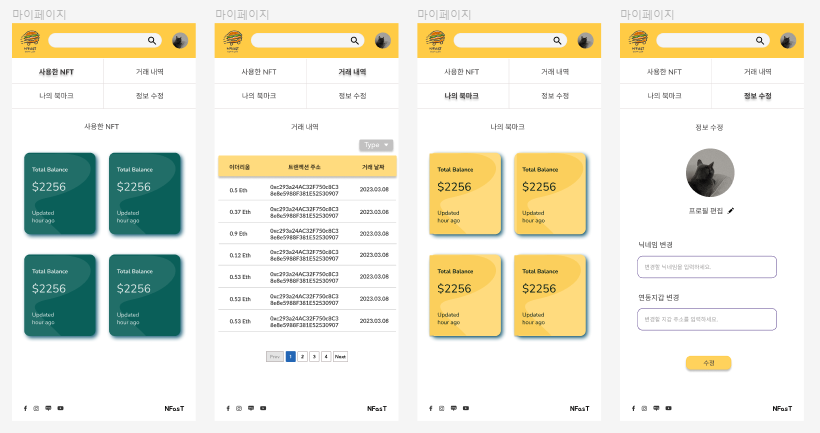 마이페이지
NFasT
사용한 NFT
거래 내역
나의 북마크
정보 수정
사용한 NFT
Total Balance
$2256
Updated
hour ago
Total Balance
$2256
Updated
hour ago
Total Balance
$2256
Updated
hour ago
Total Balance
$2256
Updated
hour ago
NFasT
마이페이지
NFasT
사용한 NFT
거래 내역
나의 북마크
정보 수정
거래 내역
Type
이더리움 트랜잭션 주소 거래 날짜
0.5 Eth 0xc293a24AC32F750c8C3 2023.03.08
8e8e5988F381E52530907
0.37 Eth 0xc293a24AC32F750c8C3 2023.03.08
8e8e5988F381E52530907
0.9 Eth 0xc293a24AC32F750c8C3 2023.03.08
8e8e5988F381E52530907
0.12 Eth 0xc293a24AC32F750c8C3 2023.03.08
8e8e5988F381E52530907
0.53 Eth 0xc293a24AC32F750c8C3 2023.03.08
8e8e5988F381E52530907
0.53 Eth 0xc293a24AC32F750c8C3 2023.03.08
8e8e5988F381E52530907
0.53 Eth 0xc293a24AC32F750c8C3 2023.03.08
8e8e5988F381E52530907
Prev 1 2 3 4 Next
NFasT
마이페이지
NFasT
사용한 NFT
거래 내역
나의 북마크
정보 수정
나의 북마크
Total Balance
$2256
Updated
hour ago
Total Balance
$2256
Updated
hour ago
Total Balance
$2256
Updated
hour ago
Total Balance
$2256
Updated
hour ago
NFasT
마이페이지
NFasT
사용한 NFT
거래 내역
나의 북마크
정보 수정
정보 수정
프로필 편집
닉네임 변경
변경할 닉네임을 입력하세요.
연동지갑 변경
변경할 지갑 주소를 입력하세요.
수정
NFasT